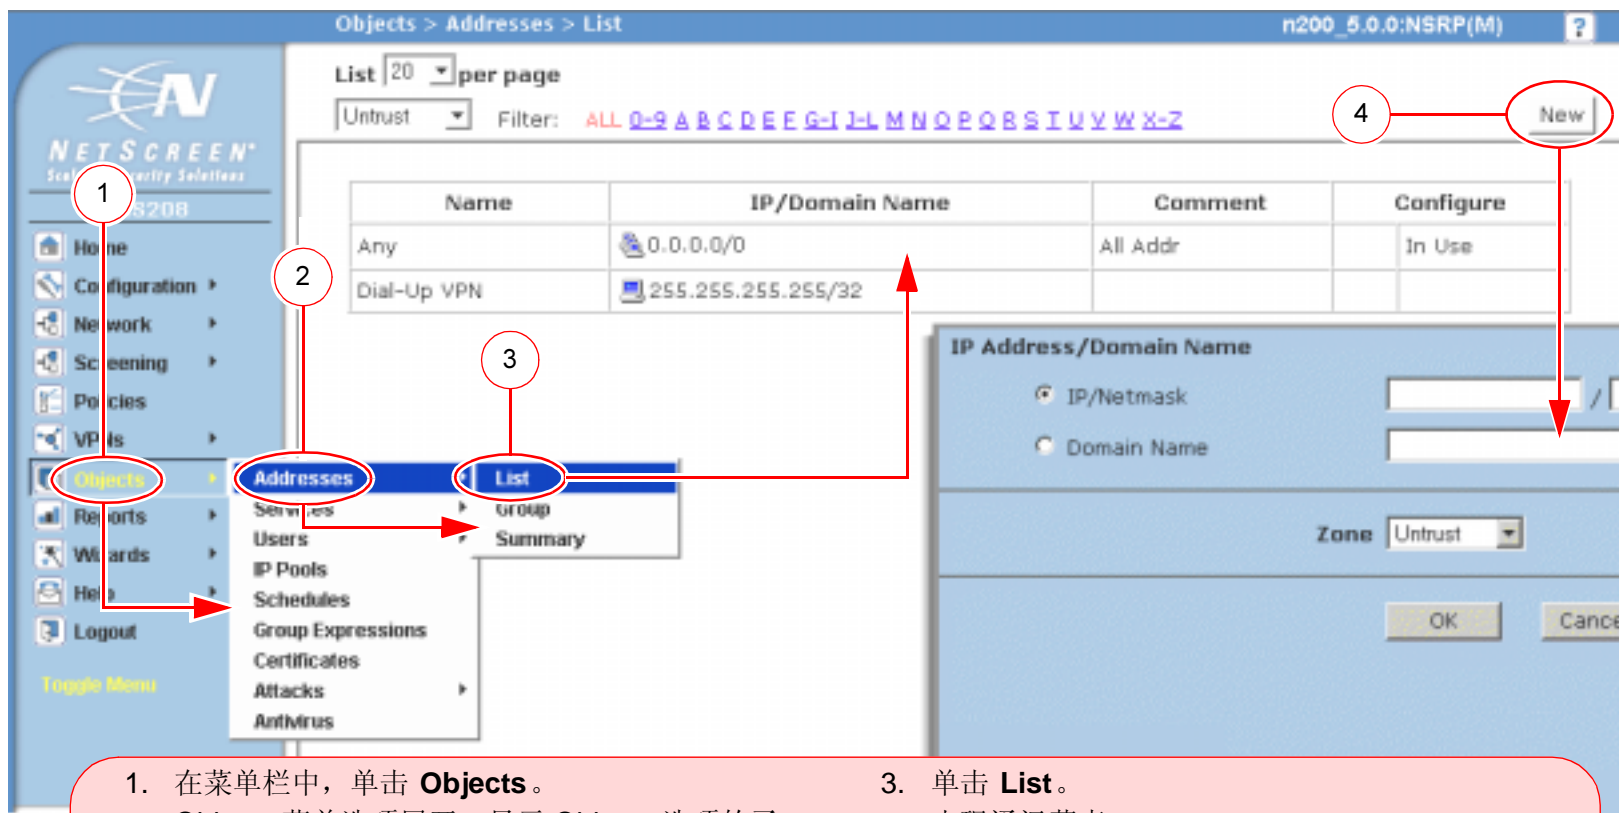 Objects > Addresses > List
n200_5.0.0:NSRP(M)
?
List 20 per page
Untrust Filter: ALL 0-9 A B C D E F G-I J-L M N O P Q R S T U V W X-Z
4
New
N
NETSCREEN
1
S208
Name IP/Domain Name Comment Configure
Any 0.0.0.0/0 All Addr In Use
Dial-Up VPN 255.255.255.255/32
2
3
Home
Configuration
Network
Screening
Policies
VPNs
Objects
Reports
Wizards
Help
Logout
Toggle Menu
Addresses
Services
Users
IP Pools
Schedules
Group Expressions
Certificates
Attacks
Antivirus
List
Group
Summary
IP Address/Domain Name
IP/Netmask /
Domain Name
Zone Untrust
OK Cance
1. 在菜单栏中，单击 Objects。
3. 单击 List。